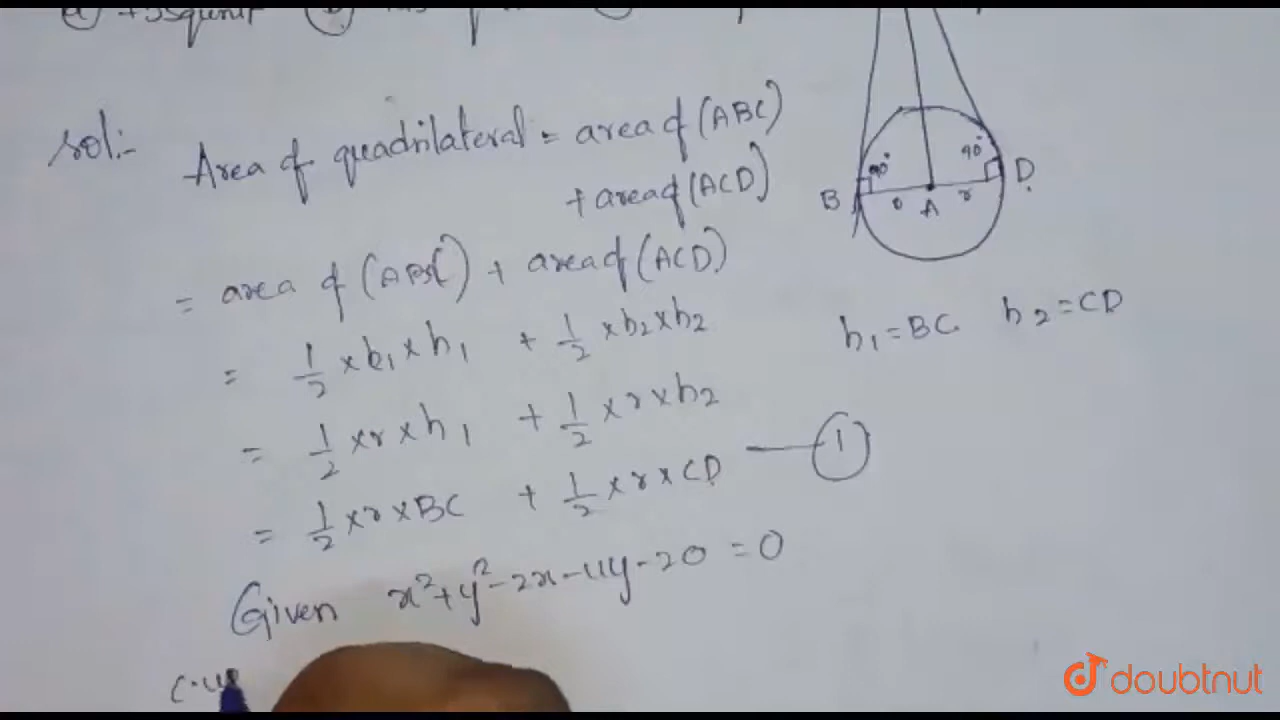 Sol:- Area of quadrilateral = area of (ABC)
+ area of (ACD)
= area of (ABC) + area of (ACD)
= 1/2 × b₁ × h₁ + 1/2 × b₂ × h₂
= 1/2 × r × h₁ + 1/2 × r × h₂
= 1/2 × r × BC + 1/2 × r × CD — 1
Given x² + y² - 2x - 4y - 20 = 0
90° 90°
B A r D
h₁ = BC h₂ = CD
doubtnut